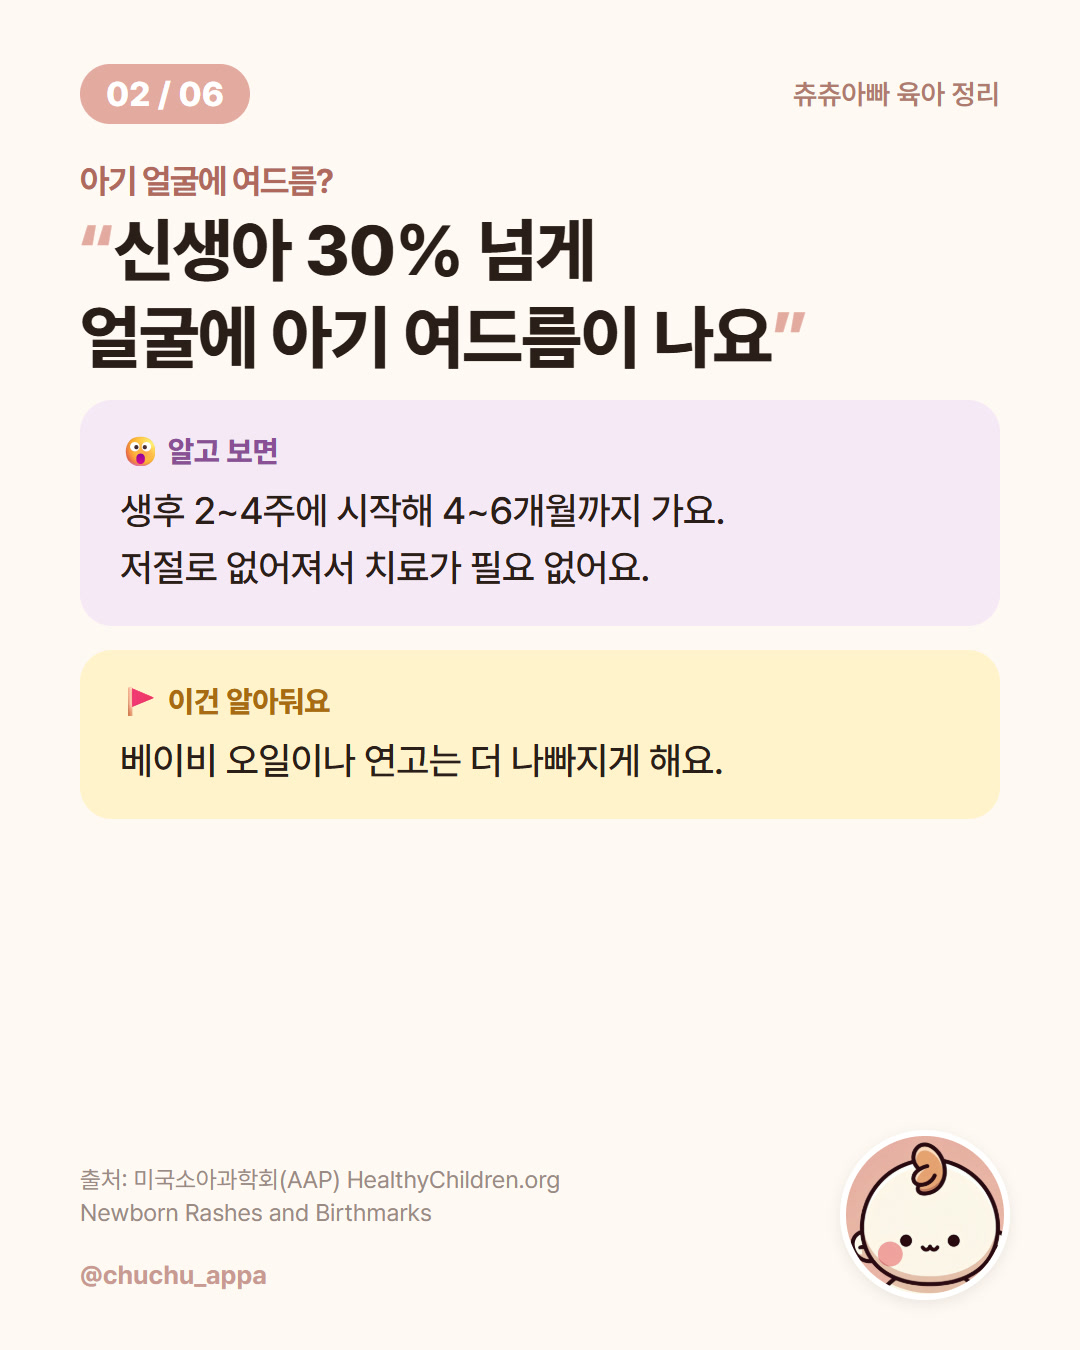 02 / 06
츄츄아빠 육아 정리
아기 얼굴에 여드름?
“신생아 30% 넘게
얼굴에 아기 여드름이 나요”
알고 보면
생후 2~4주에 시작해 4~6개월까지 가요.
저절로 없어져서 치료가 필요 없어요.
이건 알아둬요
베이비 오일이나 연고는 더 나빠지게 해요.
출처: 미국소아과학회(AAP) HealthyChildren.org
Newborn Rashes and Birthmarks
@chuchu_appa